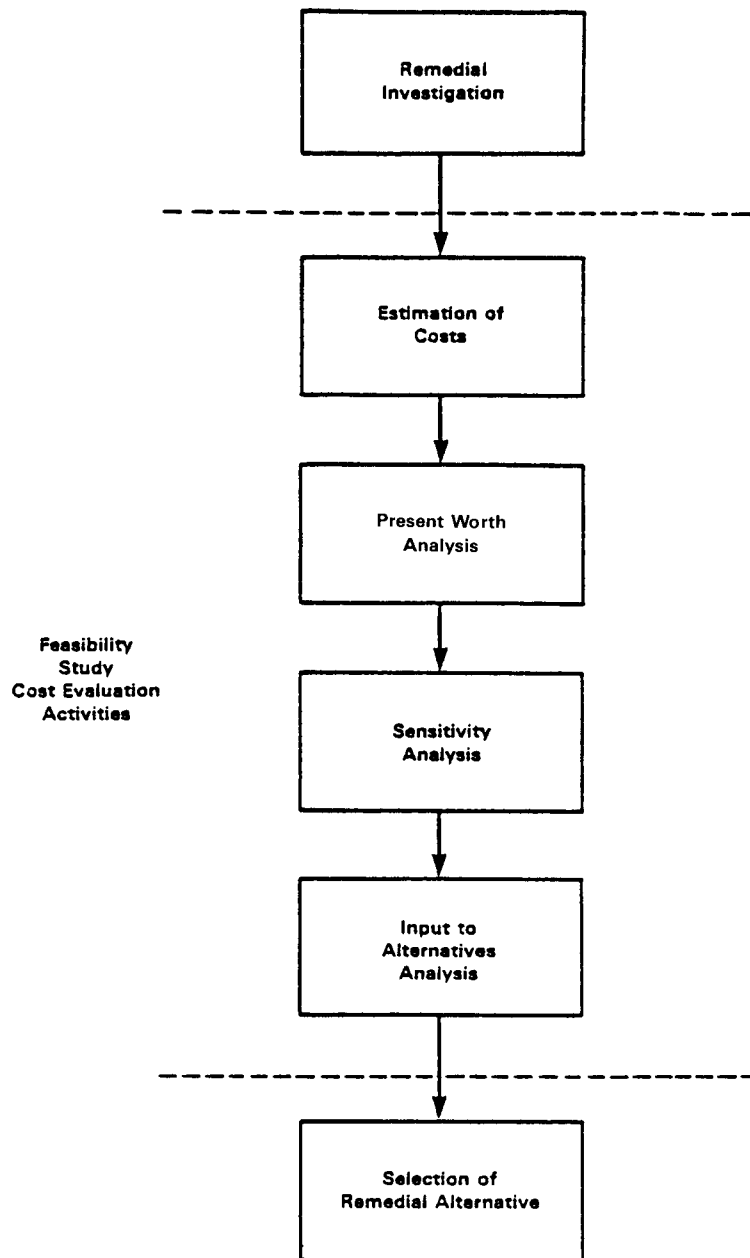 Remedial
Investigation
Estimation of
Costs
Present Worth
Analysis
Feasibility
Study
Cost Evaluation
Activities
Sensitivity
Analysis
Input to
Alternatives
Analysis
Selection of
Remedial Alternative